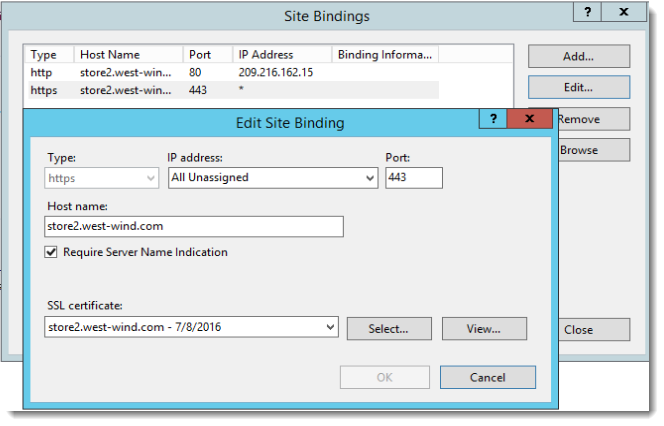 Site Bindings
? x
Type Host Name Port IP Address Binding Informa...
http store2.west-win... 80 209.216.162.15
https store2.west-win... 443 *
Add...
Edit...
Remove
Browse
Close
Edit Site Binding
? x
Type: IP address: Port:
https All Unassigned 443
Host name:
store2.west-wind.com
Require Server Name Indication
SSL certificate:
store2.west-wind.com - 7/8/2016 Select... View...
OK Cancel